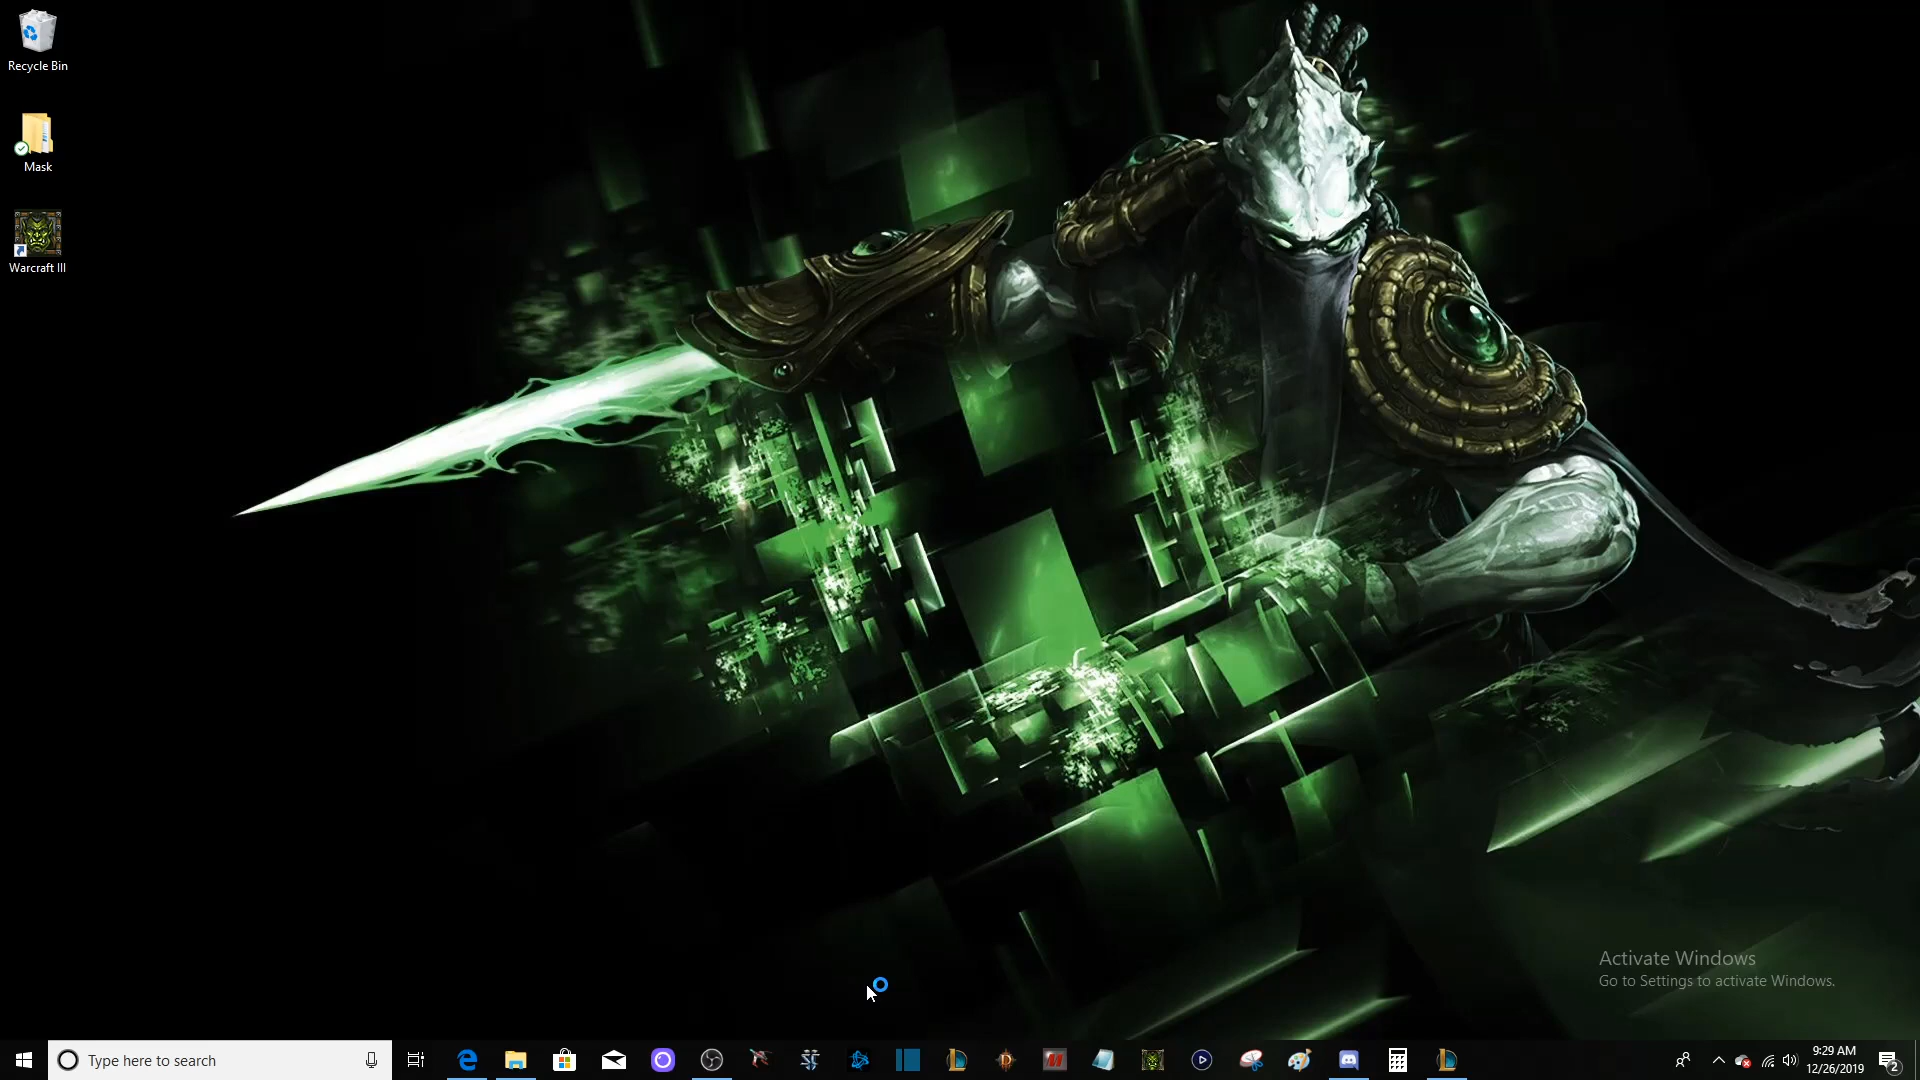 Recycle Bin
Mask
Warcraft III
Activate Windows
Go to Settings to activate Windows.
Type here to search
9:29 AM
12/26/2019
2